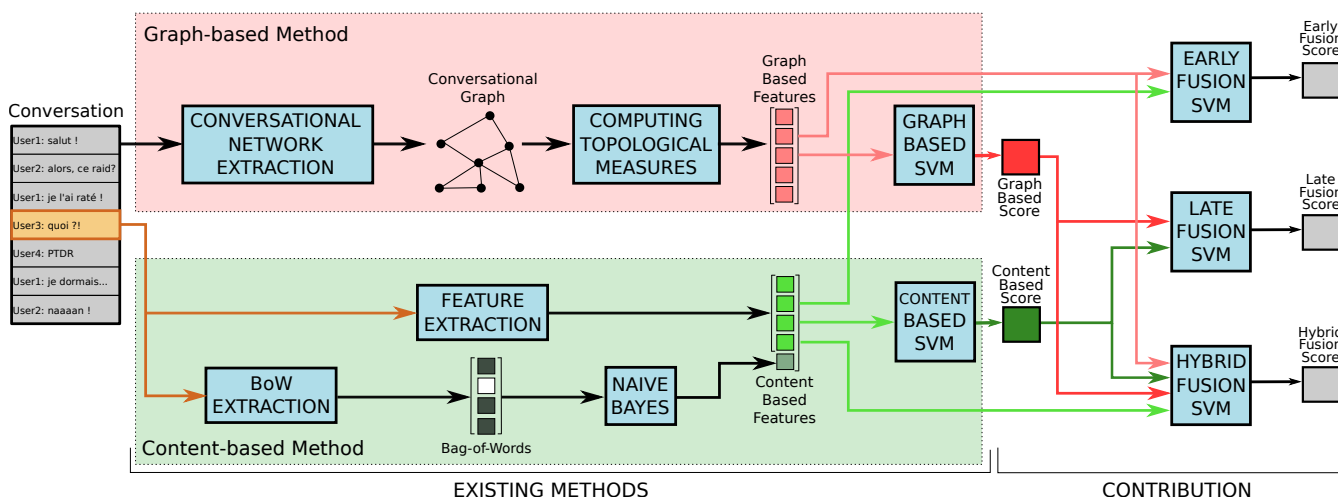 Graph-based Method
Conversation
User1: salut !
User2: alors, ce raid?
User1: je l'ai raté !
User3: quoi ?!
User4: PTDR
User1: je dormais...
User2: naaaan !
CONVERSATIONAL
NETWORK
EXTRACTION
Conversational
Graph
COMPUTING
TOPOLOGICAL
MEASURES
Graph
Based
Features
GRAPH
BASED
SVM
Graph
Based
Score
FEATURE
EXTRACTION
BoW
EXTRACTION
Bag-of-Words
NAIVE
BAYES
Content
Based
Features
CONTENT
BASED
SVM
Content
Based
Score
Content-based Method
EARLY
FUSION
SVM
Early
Fusion
Score
LATE
FUSION
SVM
Late
Fusion
Score
HYBRID
FUSION
SVM
Hybrid
Fusion
Score
EXISTING METHODS
CONTRIBUTION